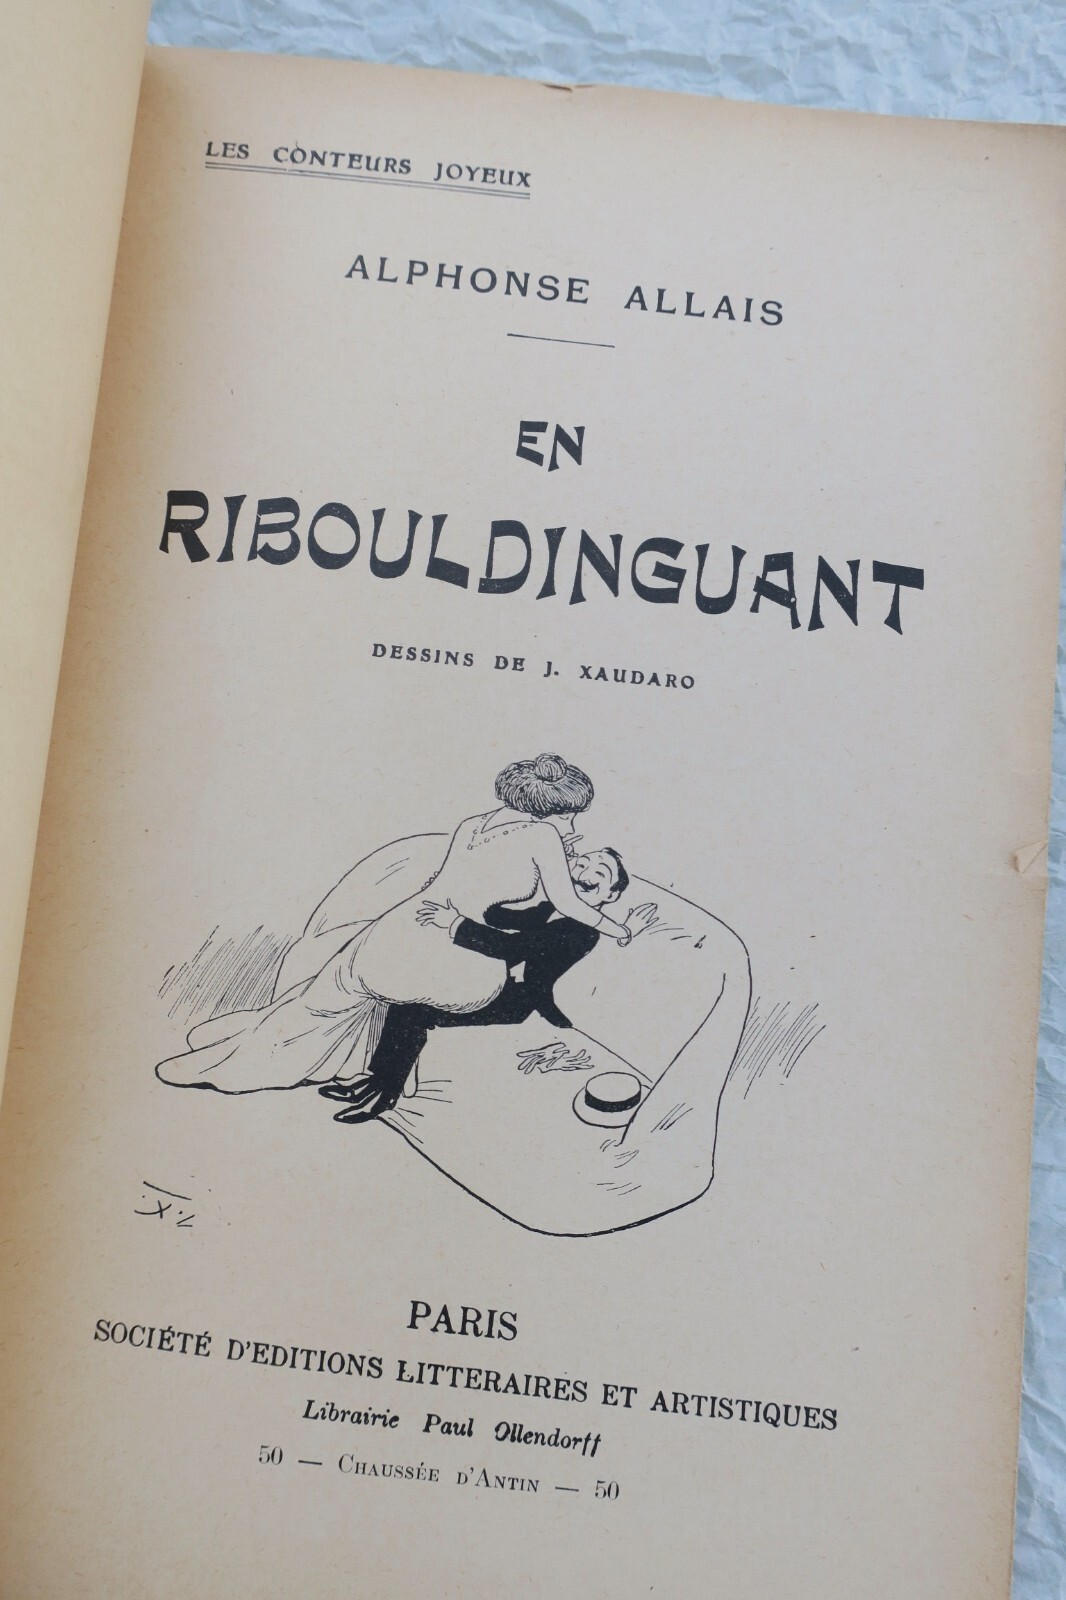 LES CONTEURS JOYEUX
ALPHONSE ALLAIS
EN
RIBOULDINGUANT
DESSINS DE J. XAUDARO
PARIS
SOCIÉTÉ D'EDITIONS LITTERAIRES ET ARTISTIQUES
Librairie Paul Ollendorff
50 — CHAUSSÉE D'ANTIN — 50